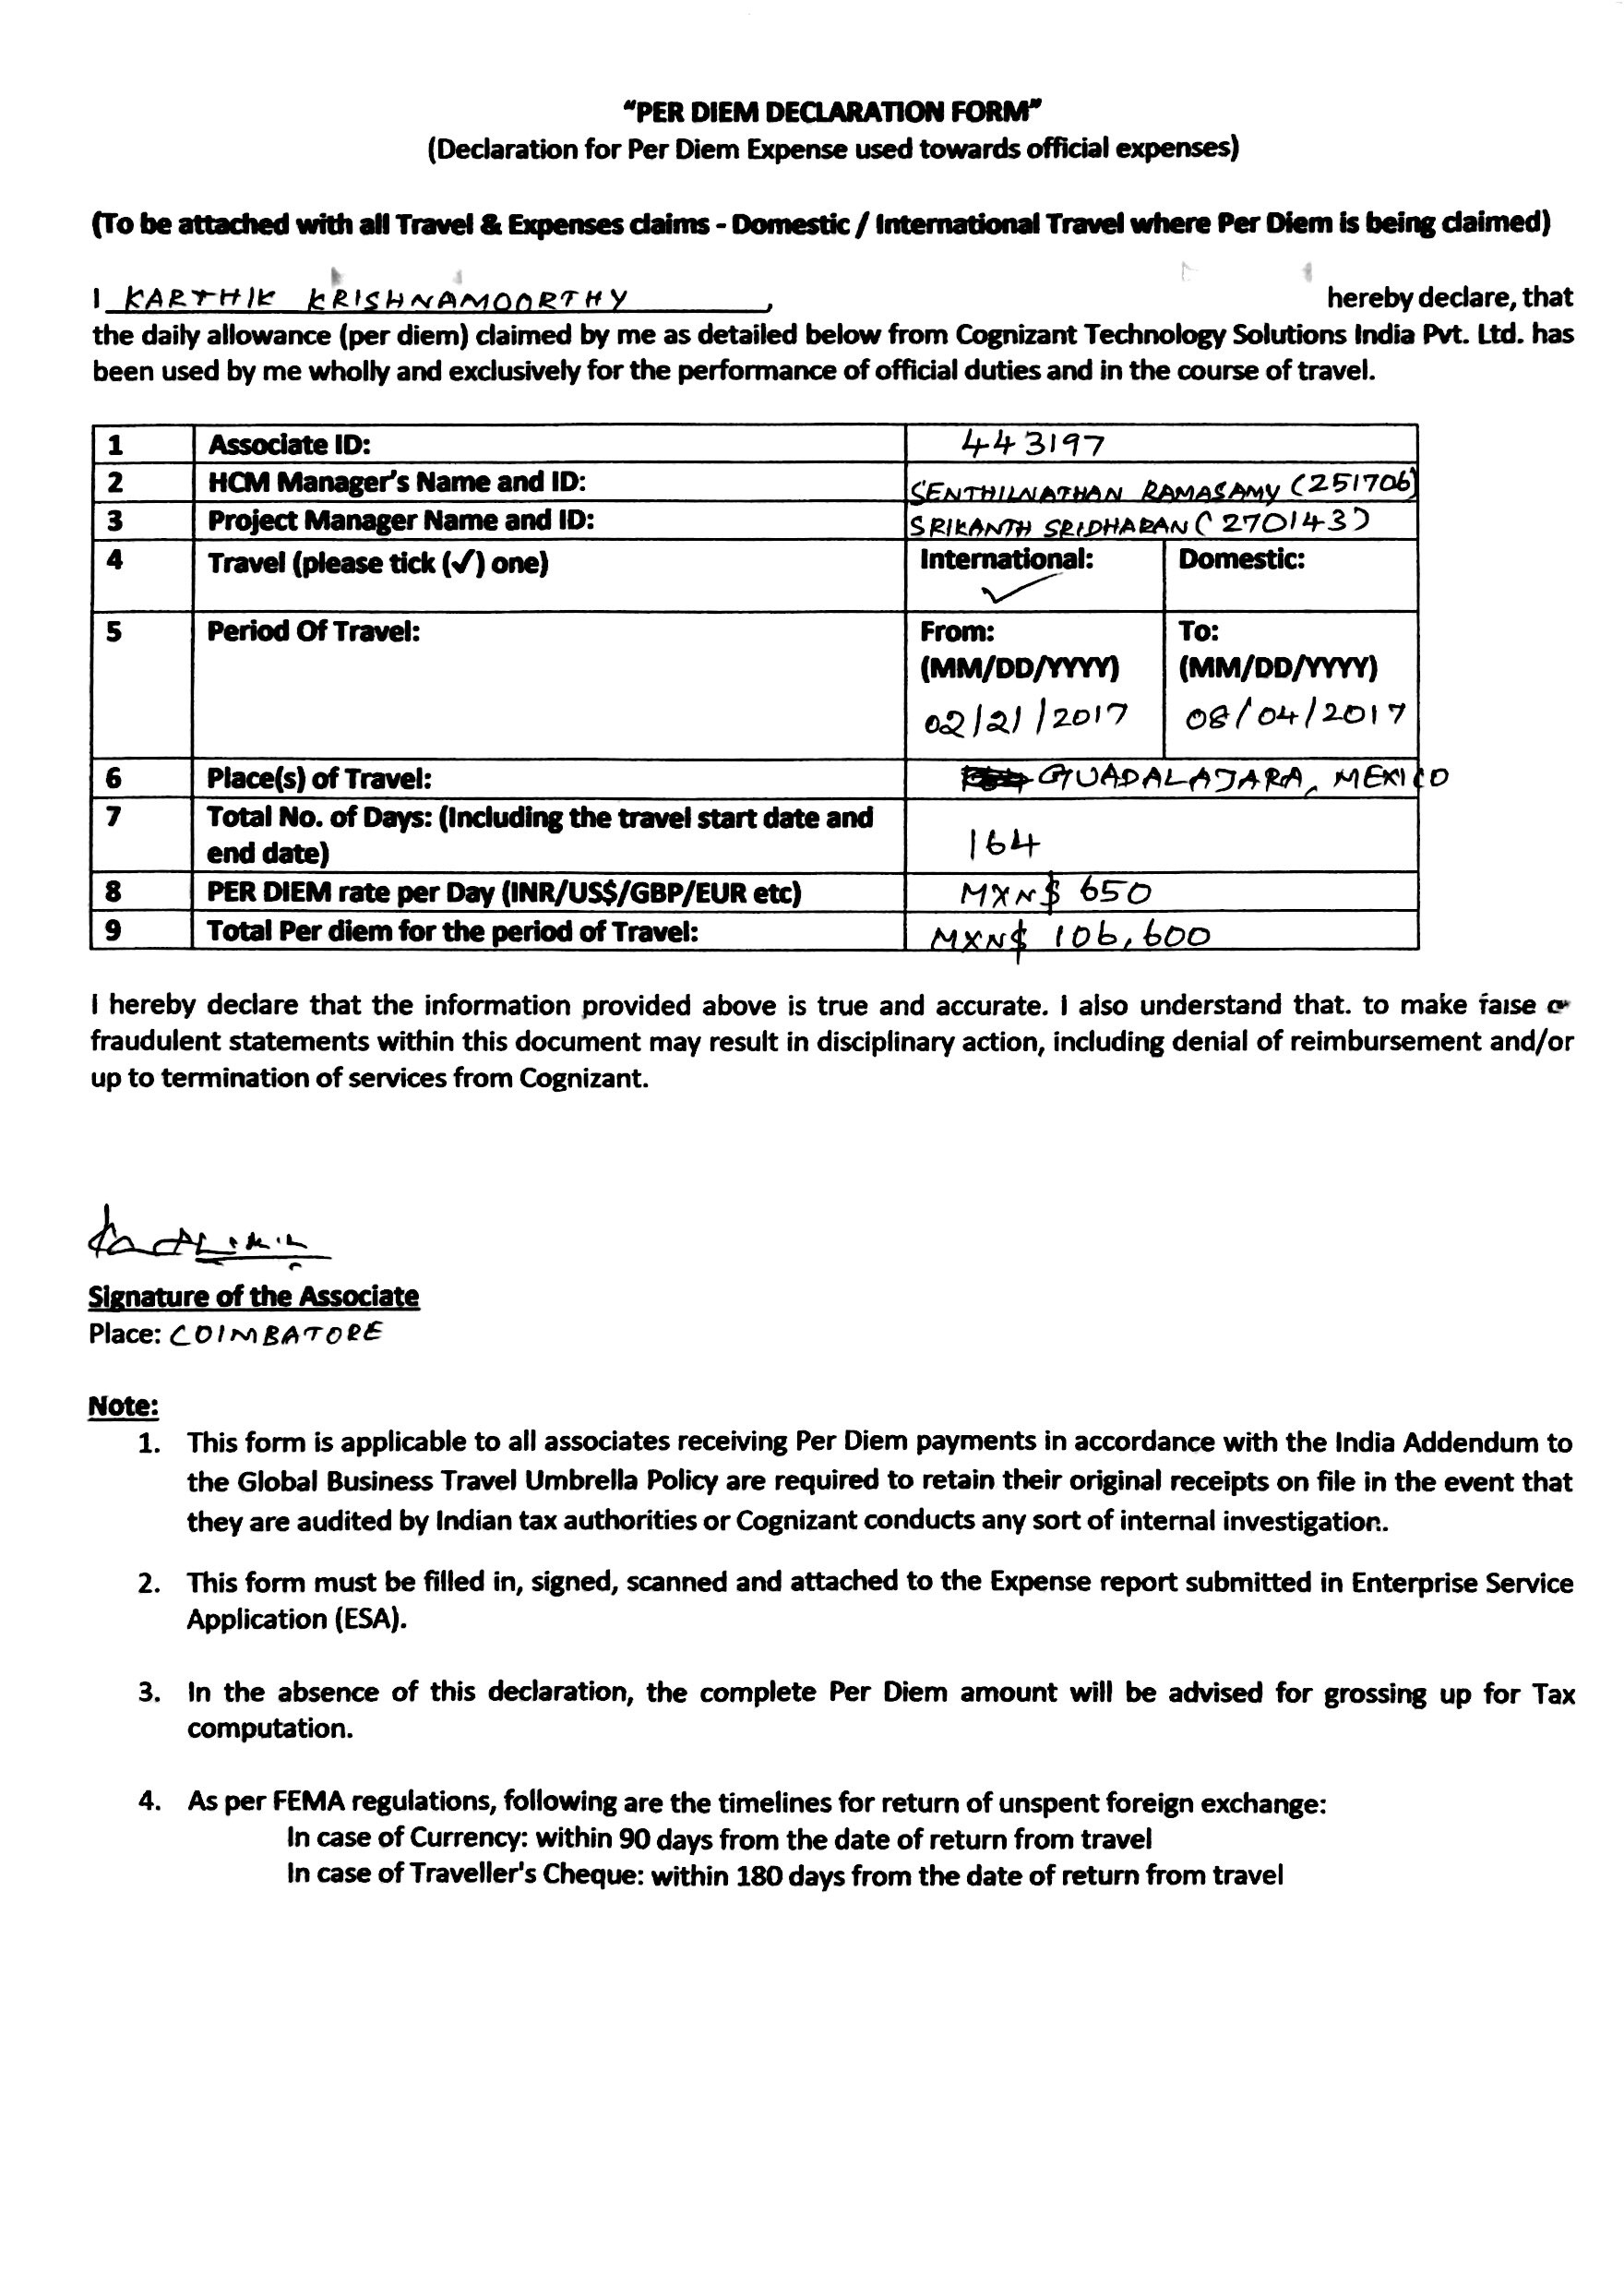 “PER DIEM DECLARATION FORM”
(Declaration for Per Diem Expense used towards official expenses)
(To be attached with all Travel & Expenses claims - Domestic / International Travel where Per Diem is being claimed)
I KARTHIK KRISHNAMOORTHY, hereby declare, that
the daily allowance (per diem) claimed by me as detailed below from Cognizant Technology Solutions India Pvt. Ltd. has
been used by me wholly and exclusively for the performance of official duties and in the course of travel.
1 Associate ID: 443197
2 HCM Manager’s Name and ID: SENTHILNATHAN RAMASAMY (251706)
3 Project Manager Name and ID: SRIKANTH SRIDHARAN (270143)
4 Travel (please tick (✓) one) International: Domestic:
✓
5 Period Of Travel: From: To:
(MM/DD/YYYY) (MM/DD/YYYY)
02/21/2017 08/04/2017
6 Place(s) of Travel: GUADALAJARA, MEXICO
7 Total No. of Days: (Including the travel start date and
end date) 164
8 PER DIEM rate per Day (INR/US$/GBP/EUR etc) MXN$ 650
9 Total Per diem for the period of Travel: MXN$ 106,600
I hereby declare that the information provided above is true and accurate. I also understand that. to make false or
fraudulent statements within this document may result in disciplinary action, including denial of reimbursement and/or
up to termination of services from Cognizant.
Signature of the Associate
Place: COIMBATORE
Note:
1. This form is applicable to all associates receiving Per Diem payments in accordance with the India Addendum to
the Global Business Travel Umbrella Policy are required to retain their original receipts on file in the event that
they are audited by Indian tax authorities or Cognizant conducts any sort of internal investigation.
2. This form must be filled in, signed, scanned and attached to the Expense report submitted in Enterprise Service
Application (ESA).
3. In the absence of this declaration, the complete Per Diem amount will be advised for grossing up for Tax
computation.
4. As per FEMA regulations, following are the timelines for return of unspent foreign exchange:
In case of Currency: within 90 days from the date of return from travel
In case of Traveller's Cheque: within 180 days from the date of return from travel